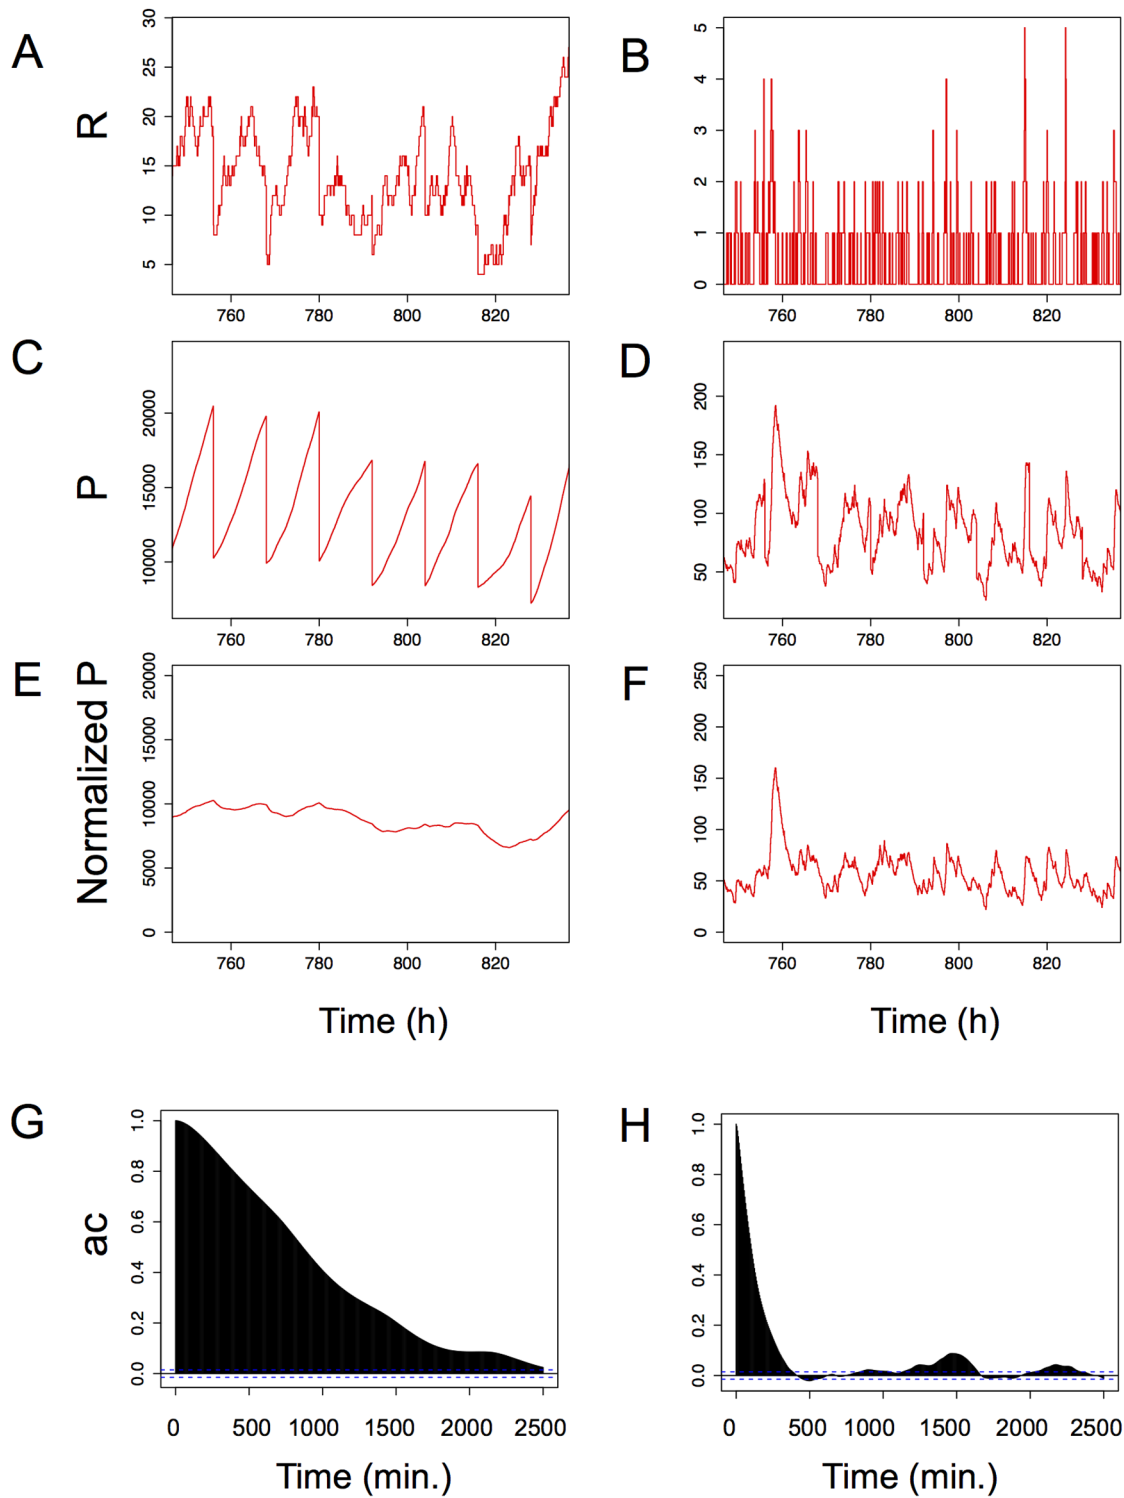 A
R
30
25
20
15
10
5
760 780 800 820
B
5
4
3
2
1
0
760 780 800 820
C
P
20000
15000
10000
760 780 800 820
D
200
150
100
50
760 780 800 820
E
Normalized P
20000
15000
10000
5000
0
760 780 800 820
Time (h)
F
250
200
150
100
50
0
760 780 800 820
Time (h)
G
ac
1.0
0.8
0.6
0.4
0.2
0.0
0 500 1000 1500 2000 2500
Time (min.)
H
1.0
0.8
0.6
0.4
0.2
0.0
0 500 1000 1500 2000 2500
Time (min.)